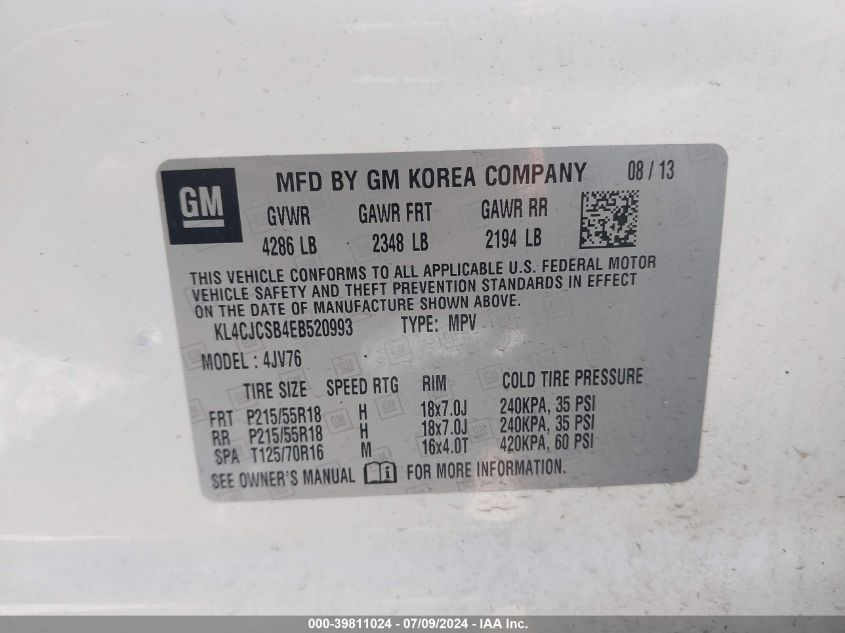 GM
MFD BY GM KOREA COMPANY 08 / 13
GVWR GAWR FRT GAWR RR
4286 LB 2348 LB 2194 LB
THIS VEHICLE CONFORMS TO ALL APPLICABLE U.S. FEDERAL MOTOR
VEHICLE SAFETY AND THEFT PREVENTION STANDARDS IN EFFECT
ON THE DATE OF MANUFACTURE SHOWN ABOVE.
KL4CJCSB4EB520993 TYPE: MPV
MODEL : 4JV76
TIRE SIZE SPEED RTG RIM COLD TIRE PRESSURE
FRT P215/55R18 H 18x7.0J 240KPA, 35 PSI
RR P215/55R18 H 18x7.0J 240KPA, 35 PSI
SPA T125/70R16 M 16x4.0T 420KPA, 60 PSI
SEE OWNER'S MANUAL FOR MORE INFORMATION.
000-39811024 - 07/09/2024 - IAA Inc.